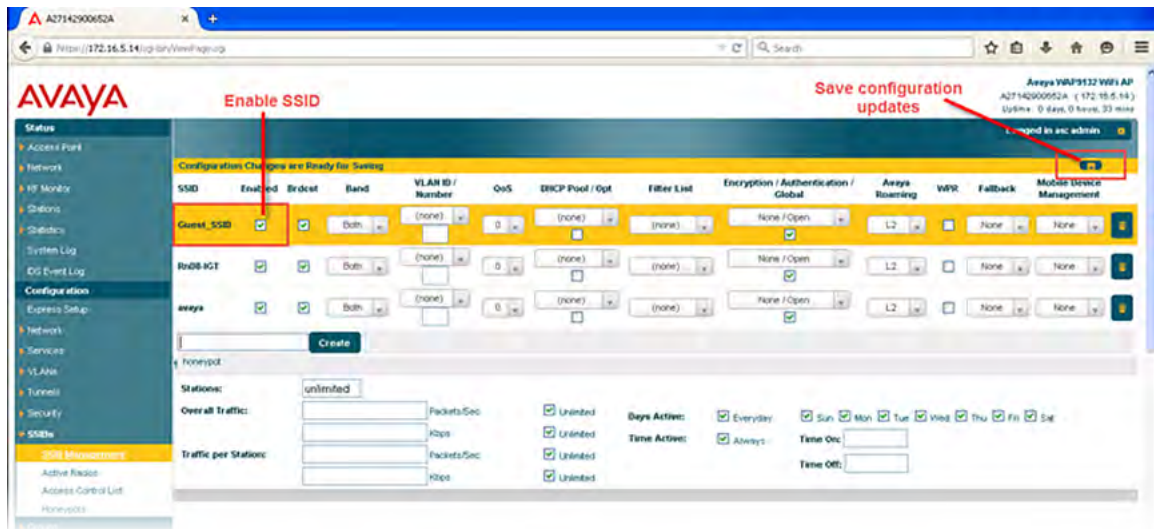 A27142900652A
https://172.16.5.14/cgi-bin/ViewPage.cgi
Search
AVAYA
Enable SSID
Save configuration updates
Avaya WAP9132 WiFi AP
A27142900652A ( 172.16.5.14 )
Uptime: 0 days, 0 hours, 33 mins
Logged in as: admin
Status
Access Point
Network
RF Monitor
Stations
Statistics
System Log
IDS Event Log
Configuration
Express Setup
Network
Services
VLANs
Tunnels
Security
SSIDs
SSID Management
Active Radios
Access Control List
Honeypots
Configuration Changes are Ready for Saving
SSID Enabled Brdcst Band VLAN ID / Number QoS DHCP Pool / Opt Filter List Encryption / Authentication / Global Avaya Roaming WPR Fallback Mobile Device Management
Guest_SSID Both (none) 0 (none) (none) None / Open L2 None None
RnDB-IGT Both (none) 0 (none) (none) None / Open L2 None None
avaya Both (none) 0 (none) (none) None / Open L2 None None
Create
honeypot
Stations: unlimited
Overall Traffic: Packets/Sec Unlimited Days Active: Everyday Sun Mon Tue Wed Thu Fri Sat
Kbps Unlimited Time Active: Always Time On:
Traffic per Station: Packets/Sec Unlimited Time Off:
Kbps Unlimited